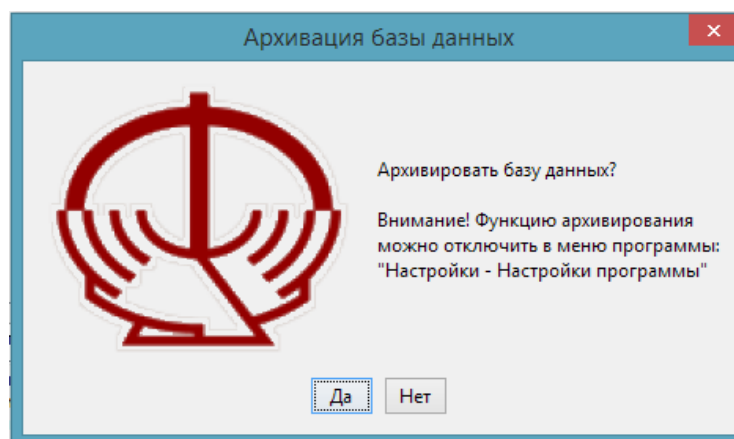 Архивация базы данных
Архивировать базу данных?
Внимание! Функцию архивирования
можно отключить в меню программы:
"Настройки - Настройки программы"
Да
Нет